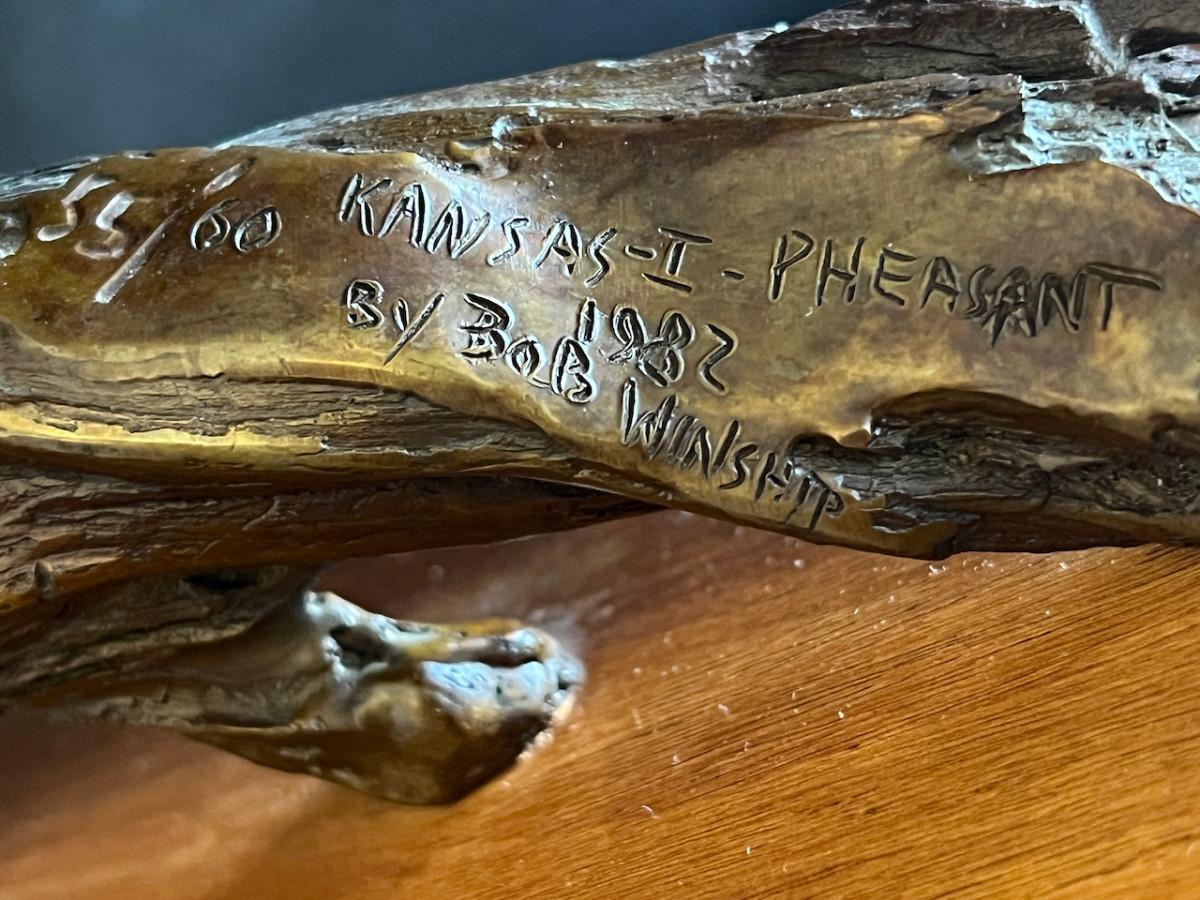 55/60 KANSAS-I-PHEASANT
BY BOB 1982
WINSHIP